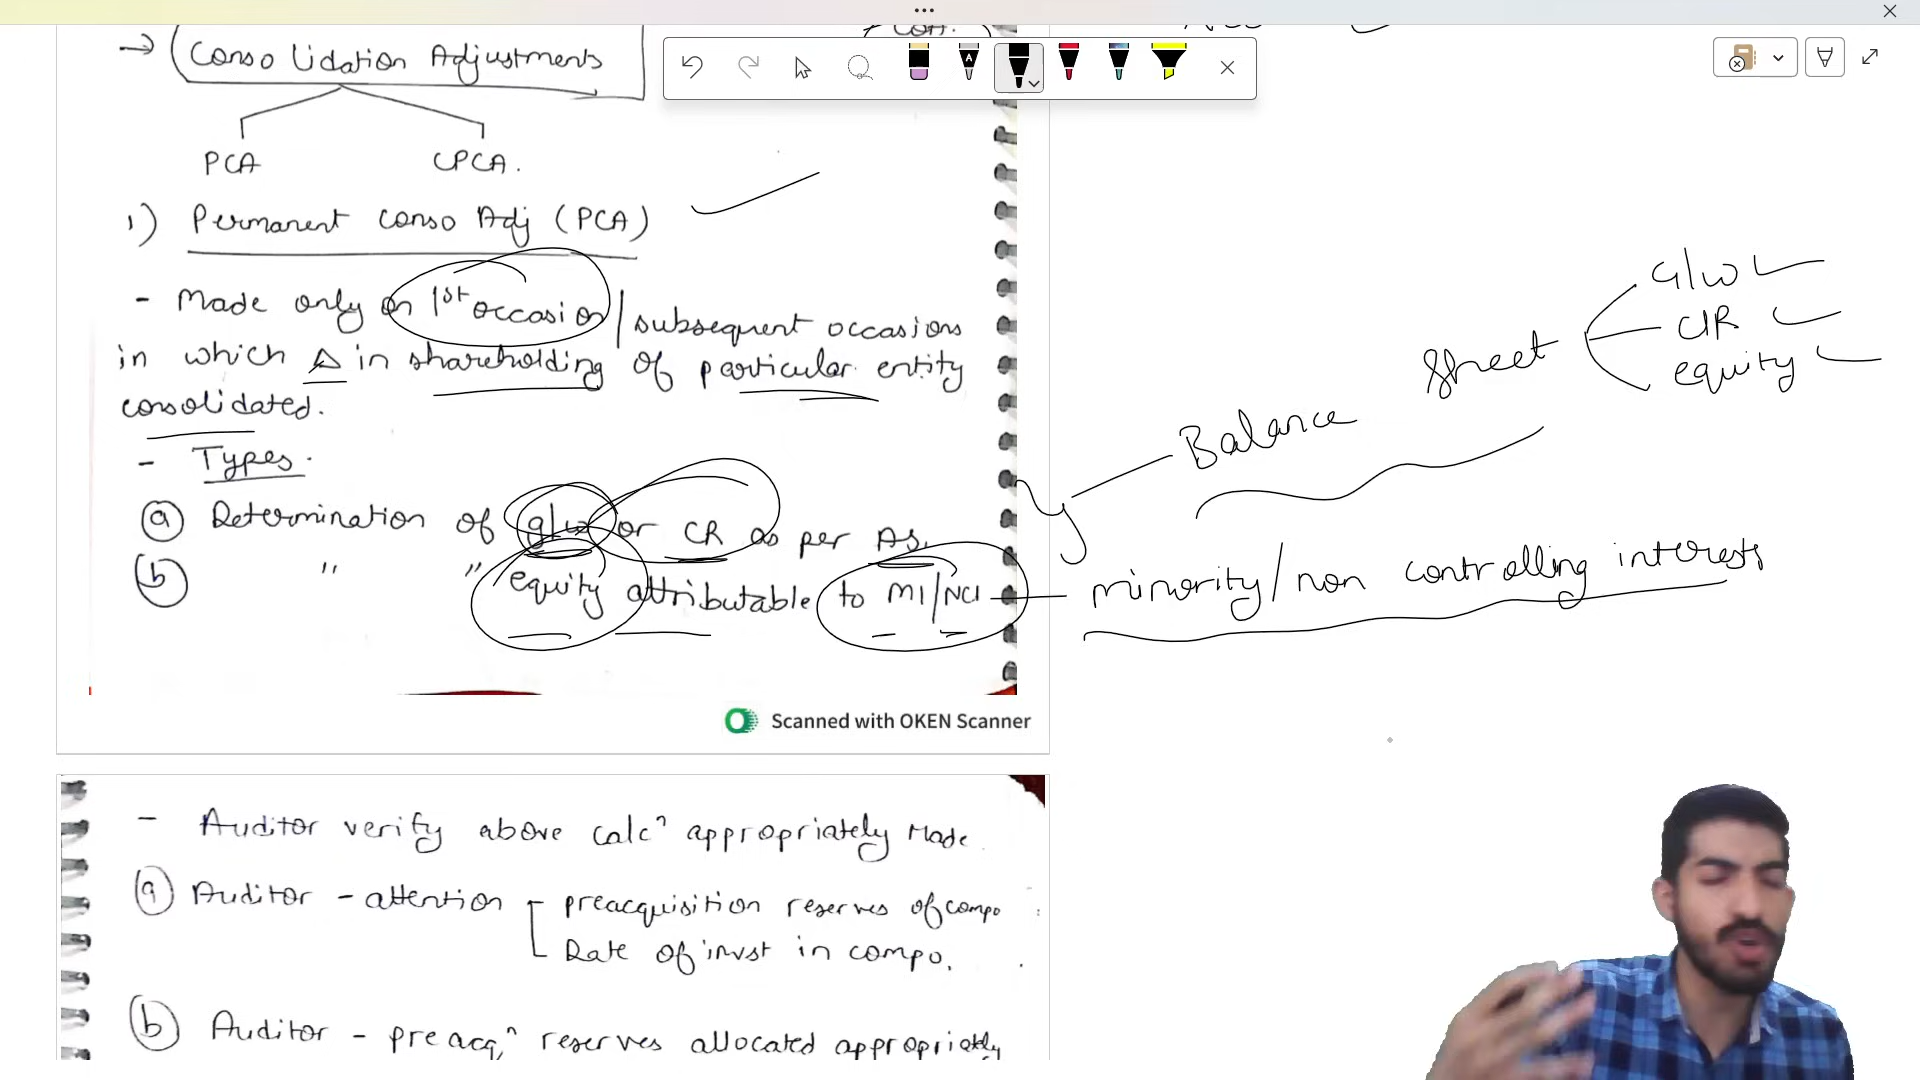 → Consolidation Adjustments
PCA CPCA.
1) Permanent conso Adj (PCA)
- Made only on 1st occasion / subsequent occasions
in which Δ in shareholding of particular entity
consolidated.
- Types.
(a) Determination of g/w or CR as per AS.
(b) " " equity attributable to MI/NCI
Balance Sheet
G/w
CR
equity
minority/non controlling interests
Scanned with OKEN Scanner
- Auditor verify above calcⁿ appropriately Made.
(a) Auditor - attention preacquisition reserves of compo
Date of invst in compo.
(b) Auditor - preacqⁿ reserves allocated appropriately